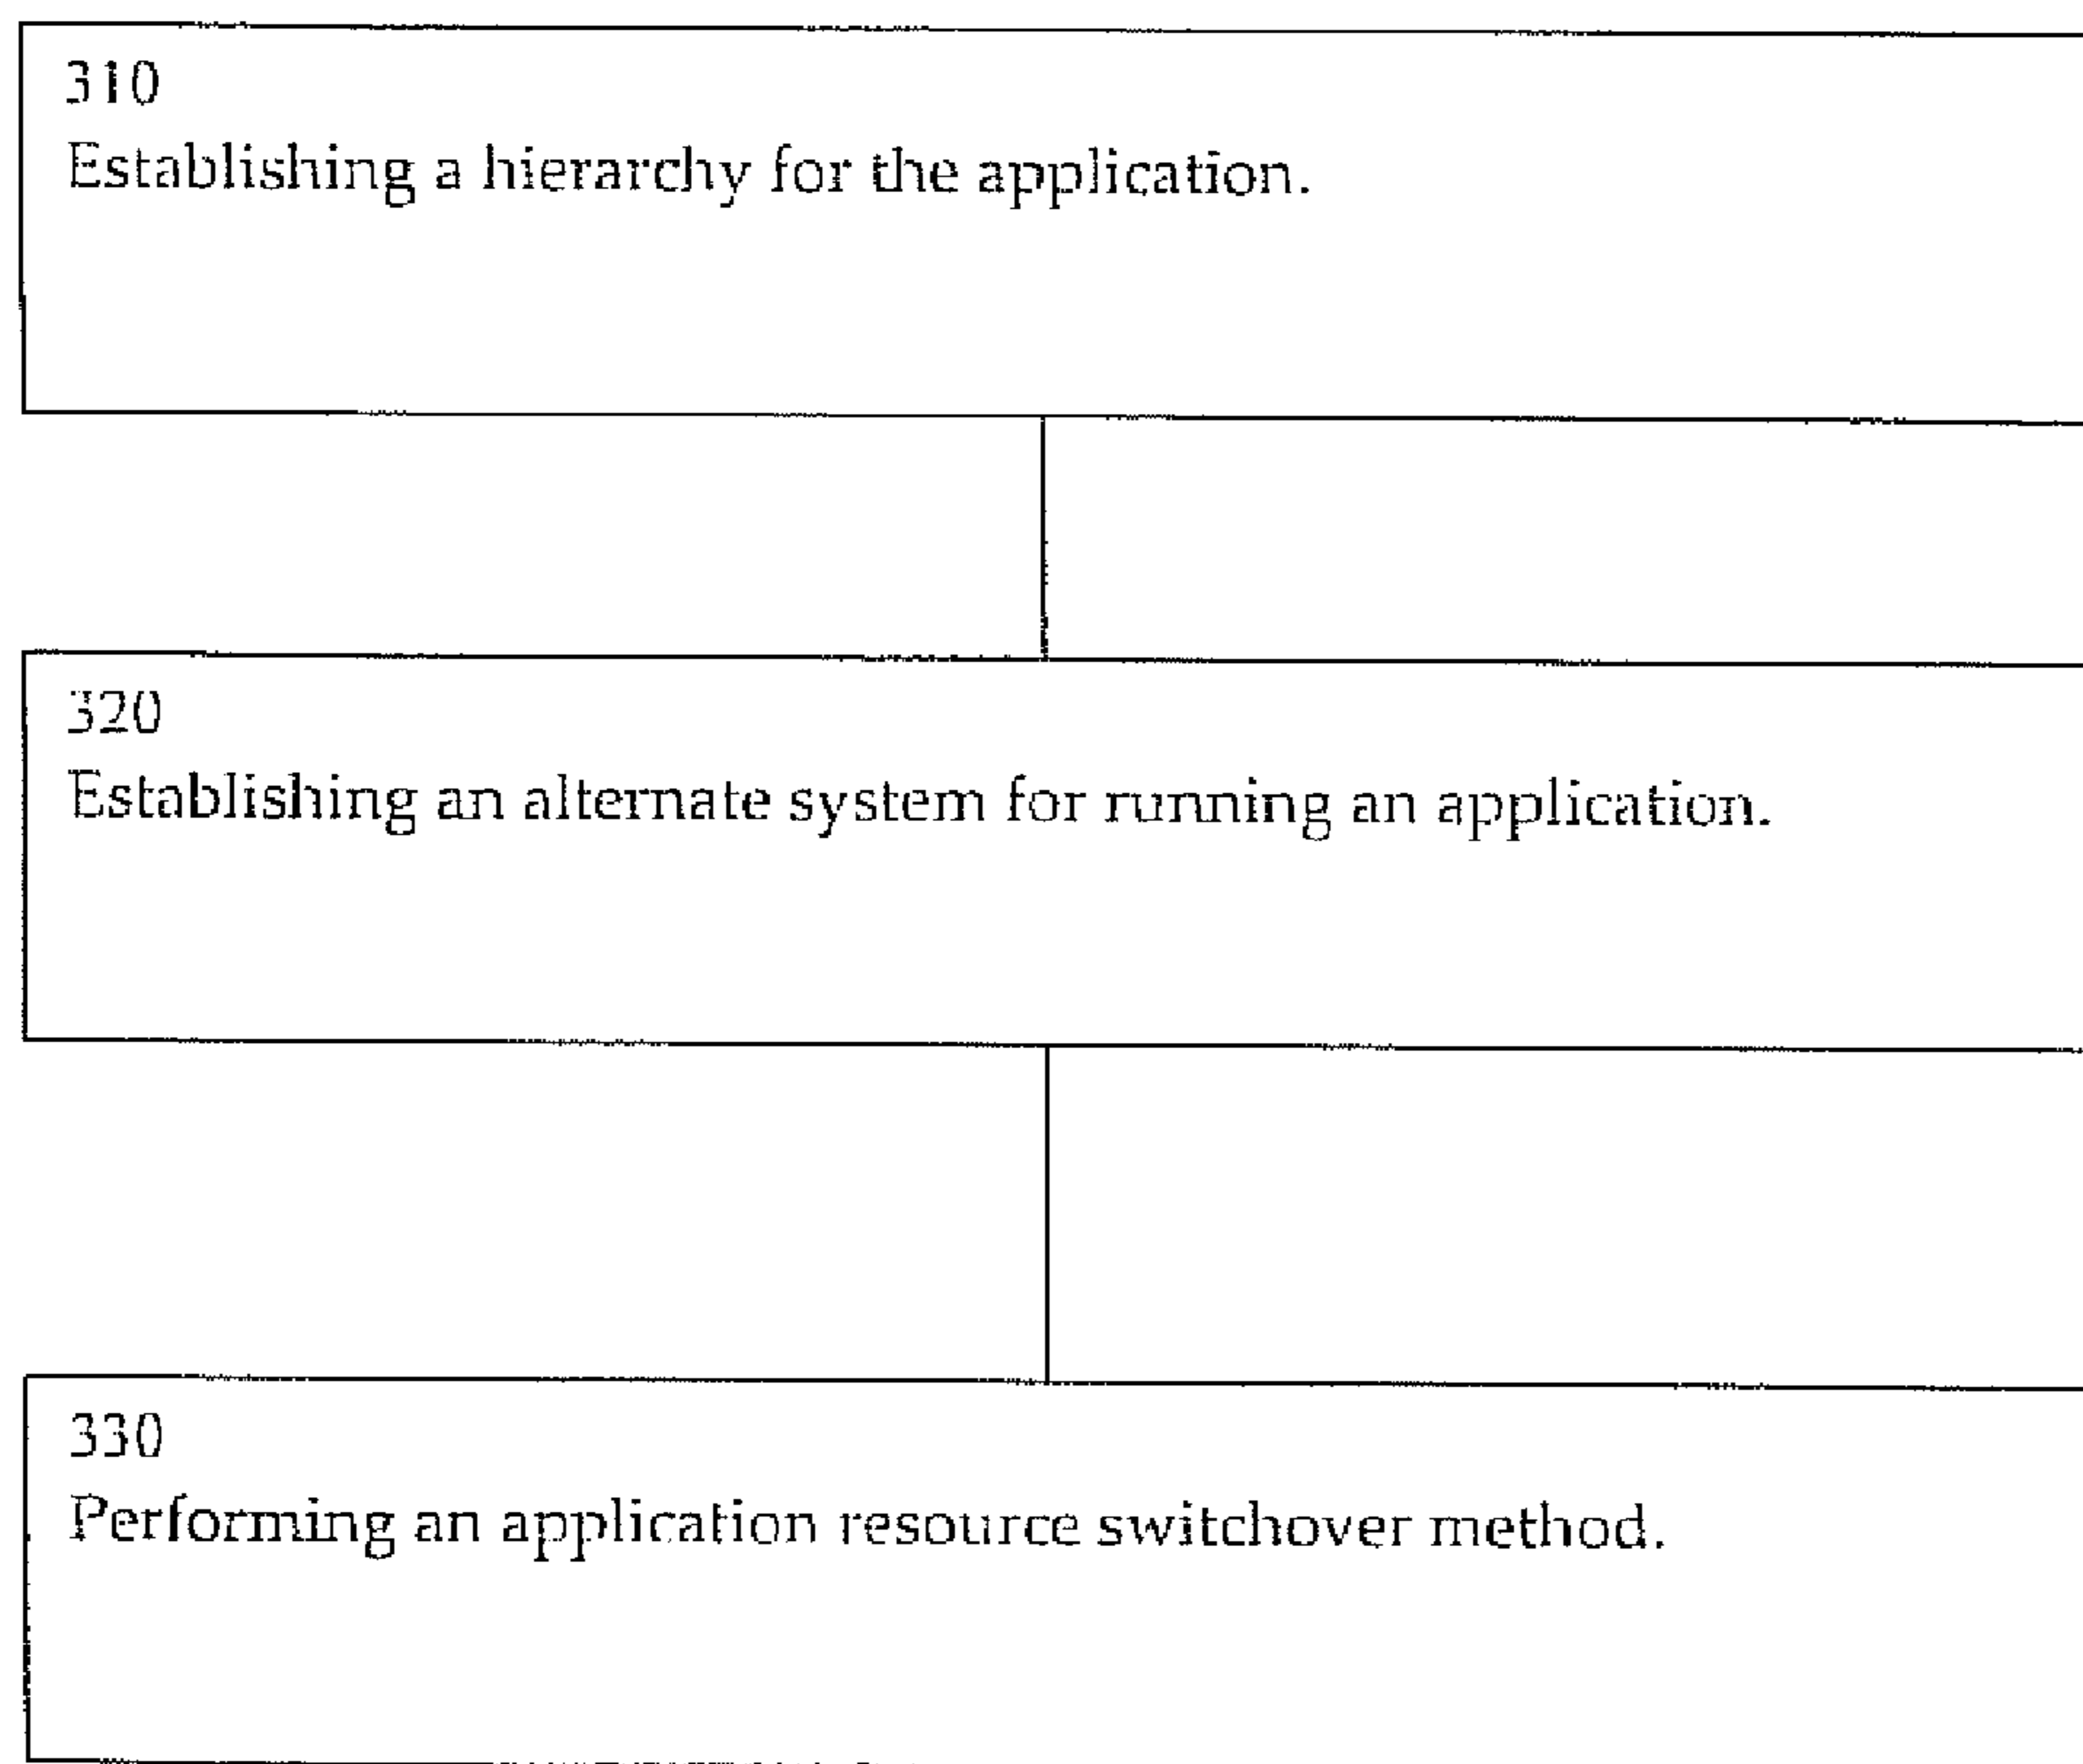 310
Establishing a hierarchy for the application.
320
Establishing an alternate system for running an application.
330
Performing an application resource switchover method.